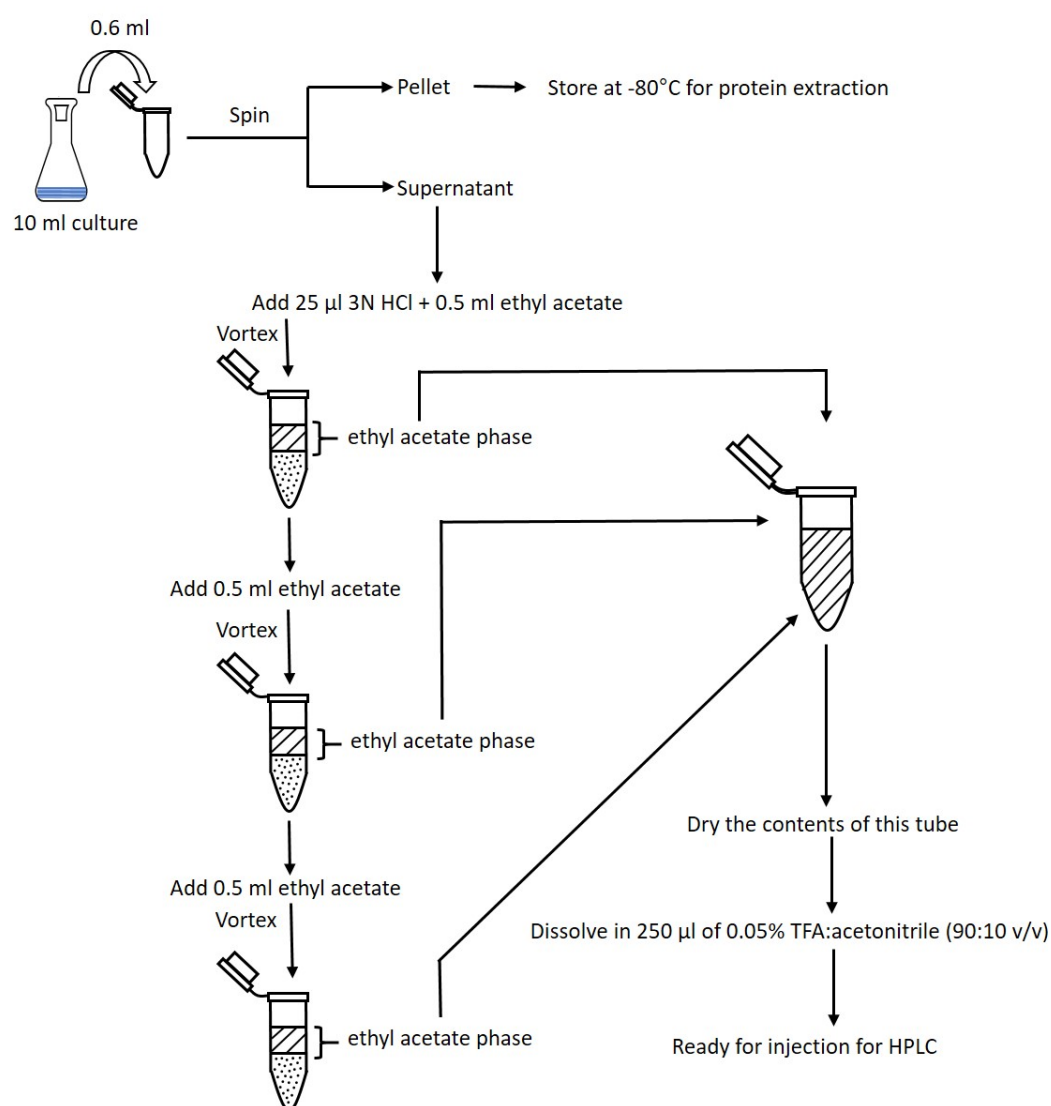 0.6 ml
Spin
Pellet
Store at -80°C for protein extraction
10 ml culture
Supernatant
Add 25 µl 3N HCl + 0.5 ml ethyl acetate
Vortex
ethyl acetate phase
Add 0.5 ml ethyl acetate
Vortex
ethyl acetate phase
Add 0.5 ml ethyl acetate
Vortex
ethyl acetate phase
Dry the contents of this tube
Dissolve in 250 µl of 0.05% TFA:acetonitrile (90:10 v/v)
Ready for injection for HPLC